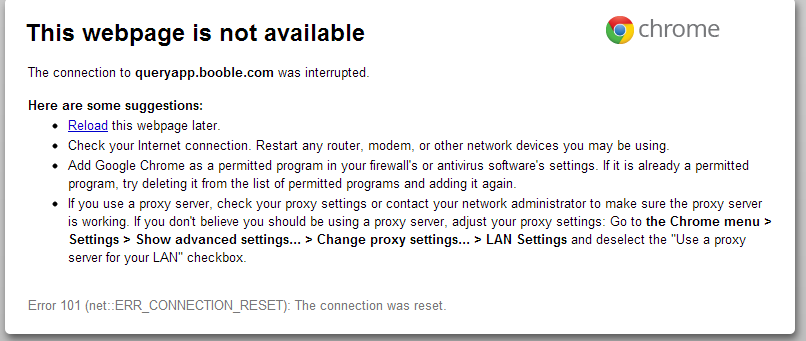 This webpage is not available
chrome
The connection to queryapp.booble.com was interrupted.
Here are some suggestions:
Reload this webpage later.
Check your Internet connection. Restart any router, modem, or other network devices you may be using.
Add Google Chrome as a permitted program in your firewall's or antivirus software's settings. If it is already a permitted
program, try deleting it from the list of permitted programs and adding it again.
If you use a proxy server, check your proxy settings or contact your network administrator to make sure the proxy server
is working. If you don't believe you should be using a proxy server, adjust your proxy settings: Go to the Chrome menu >
Settings > Show advanced settings... > Change proxy settings... > LAN Settings and deselect the "Use a proxy
server for your LAN" checkbox.
Error 101 (net::ERR_CONNECTION_RESET): The connection was reset.